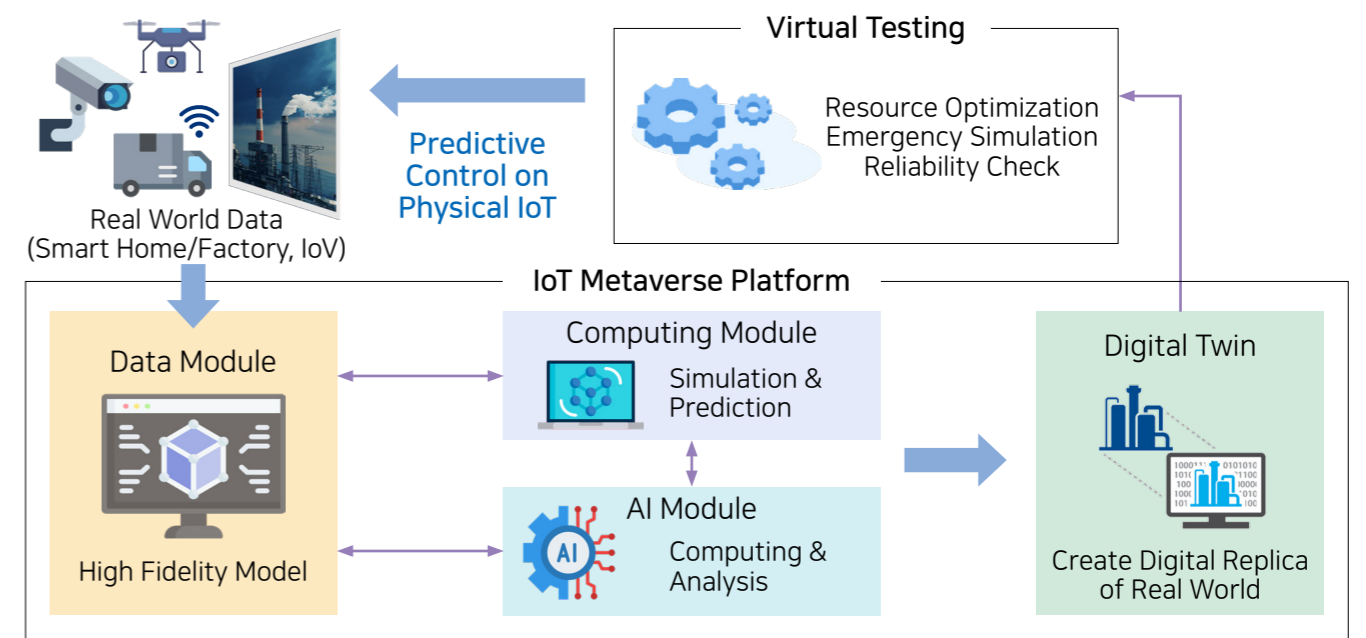 Virtual Testing
Resource Optimization
Emergency Simulation
Reliability Check
Predictive
Control on
Physical IoT
Real World Data
(Smart Home/Factory, IoV)
IoT Metaverse Platform
Data Module
High Fidelity Model
Computing Module
Simulation &
Prediction
AI Module
AI
Computing &
Analysis
Digital Twin
Create Digital Replica
of Real World